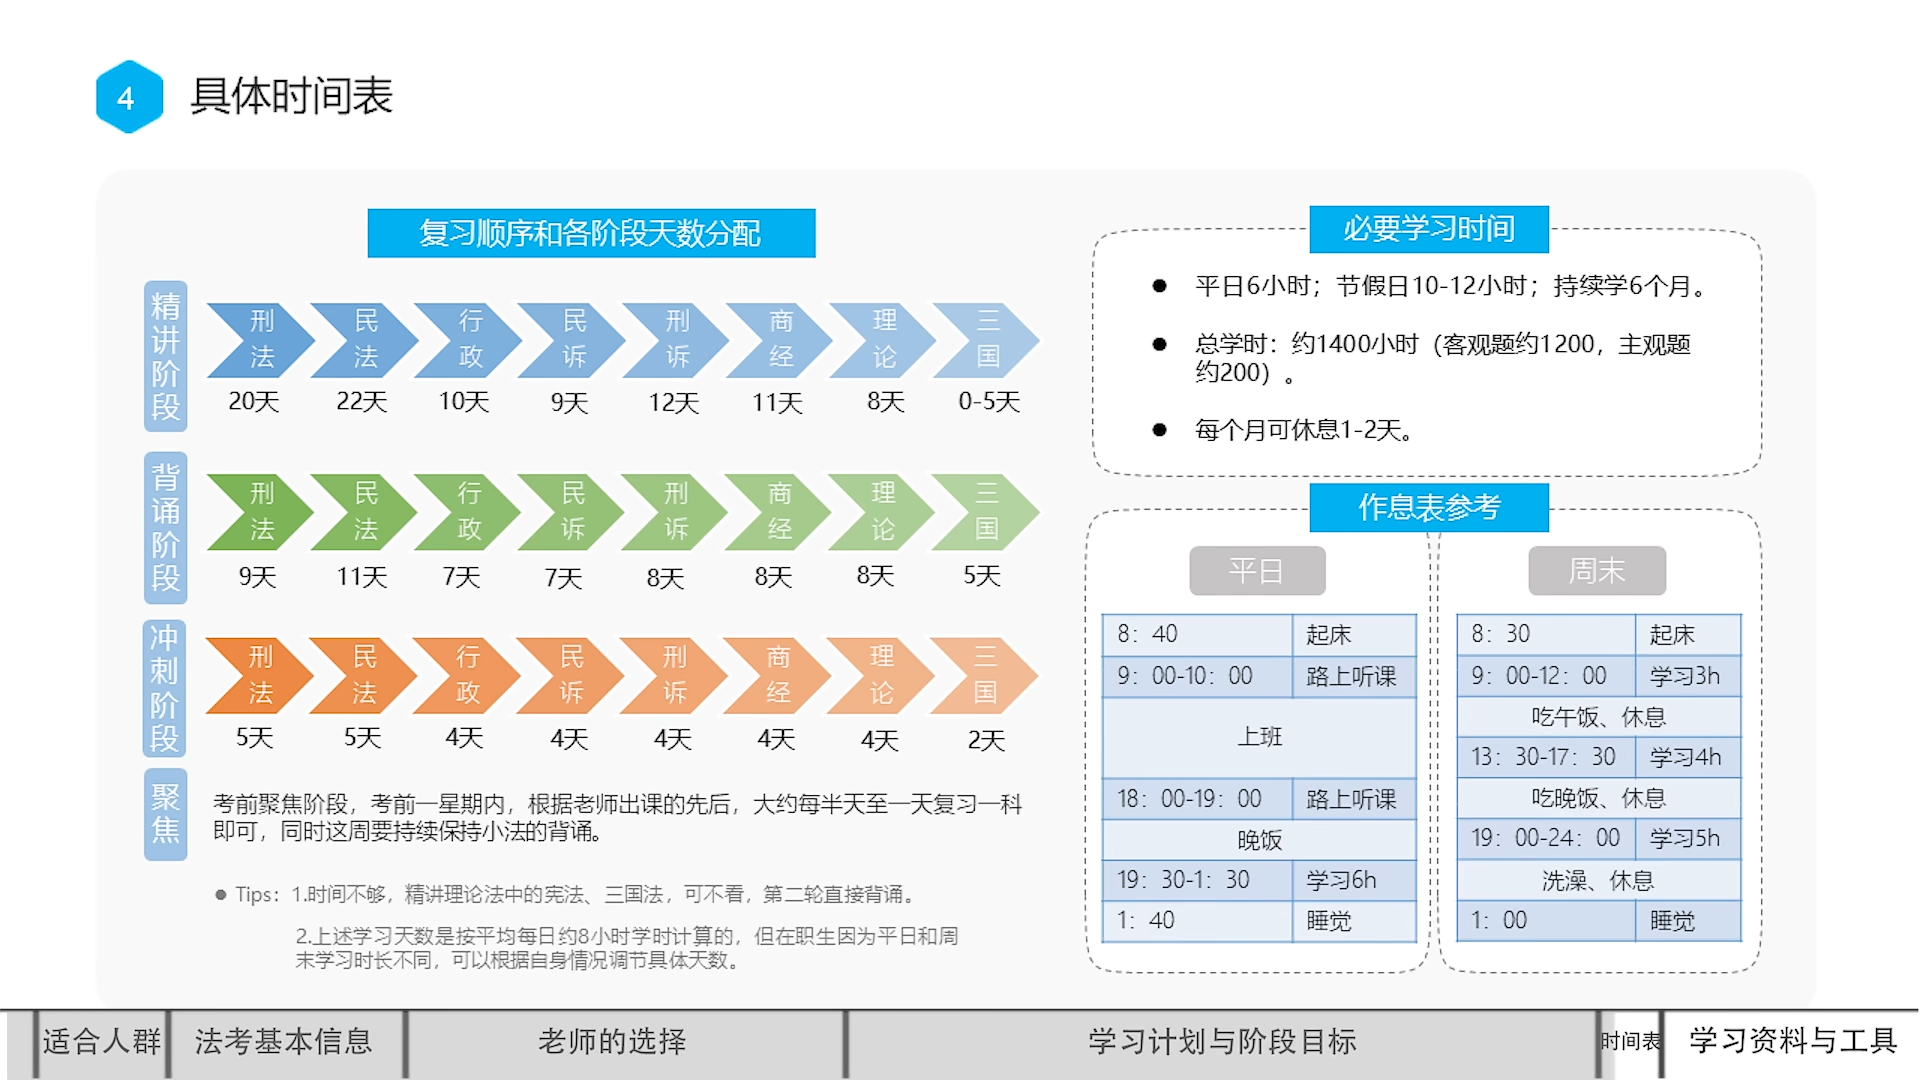 4
具体时间表
复习顺序和各阶段天数分配
精讲阶段
刑法
民法
行政
民诉
刑诉
商经
理论
三国
20天
22天
10天
9天
12天
11天
8天
0-5天
背诵阶段
刑法
民法
行政
民诉
刑诉
商经
理论
三国
9天
11天
7天
7天
8天
8天
8天
5天
冲刺阶段
刑法
民法
行政
民诉
刑诉
商经
理论
三国
5天
5天
4天
4天
4天
4天
4天
2天
聚焦
考前聚焦阶段，考前一星期内，根据老师出课的先后，大约每半天至一天复习一科
即可，同时这周要持续保持小法的背诵。
● Tips：1.时间不够，精讲理论法中的宪法、三国法，可不看，第二轮直接背诵。
2.上述学习天数是按平均每日约8小时学时计算的，但在职生因为平日和周
末学习时长不同，可以根据自身情况调节具体天数。
必要学习时间
● 平日6小时；节假日10-12小时；持续学6个月。
● 总学时：约1400小时（客观题约1200，主观题
约200）。
● 每个月可休息1-2天。
作息表参考
平日
8：40 起床
9：00-10：00 路上听课
上班
18：00-19：00 路上听课
晚饭
19：30-1：30 学习6h
1：40 睡觉
周末
8：30 起床
9：00-12：00 学习3h
吃午饭、休息
13：30-17：30 学习4h
吃晚饭、休息
19：00-24：00 学习5h
洗澡、休息
1：00 睡觉
适合人群
法考基本信息
老师的选择
学习计划与阶段目标
时间表
学习资料与工具